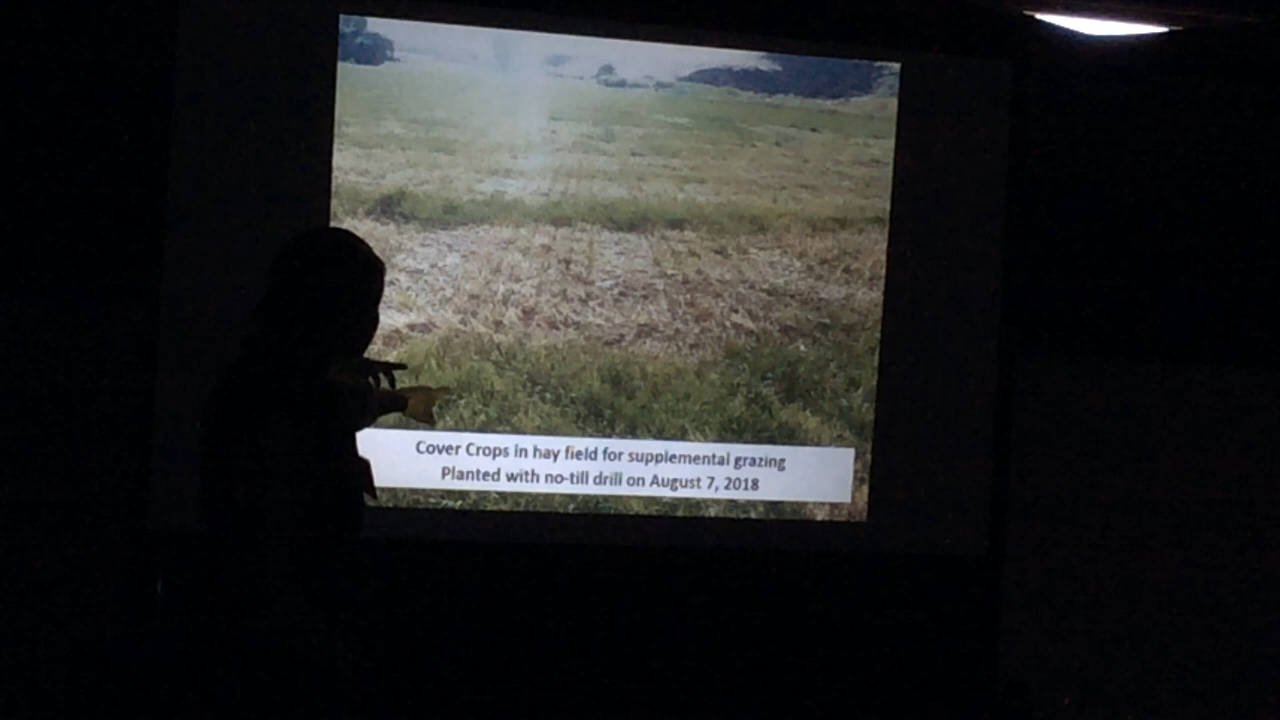 Cover Crops in hay field for supplemental grazing
Planted with no-till drill on August 7, 2018